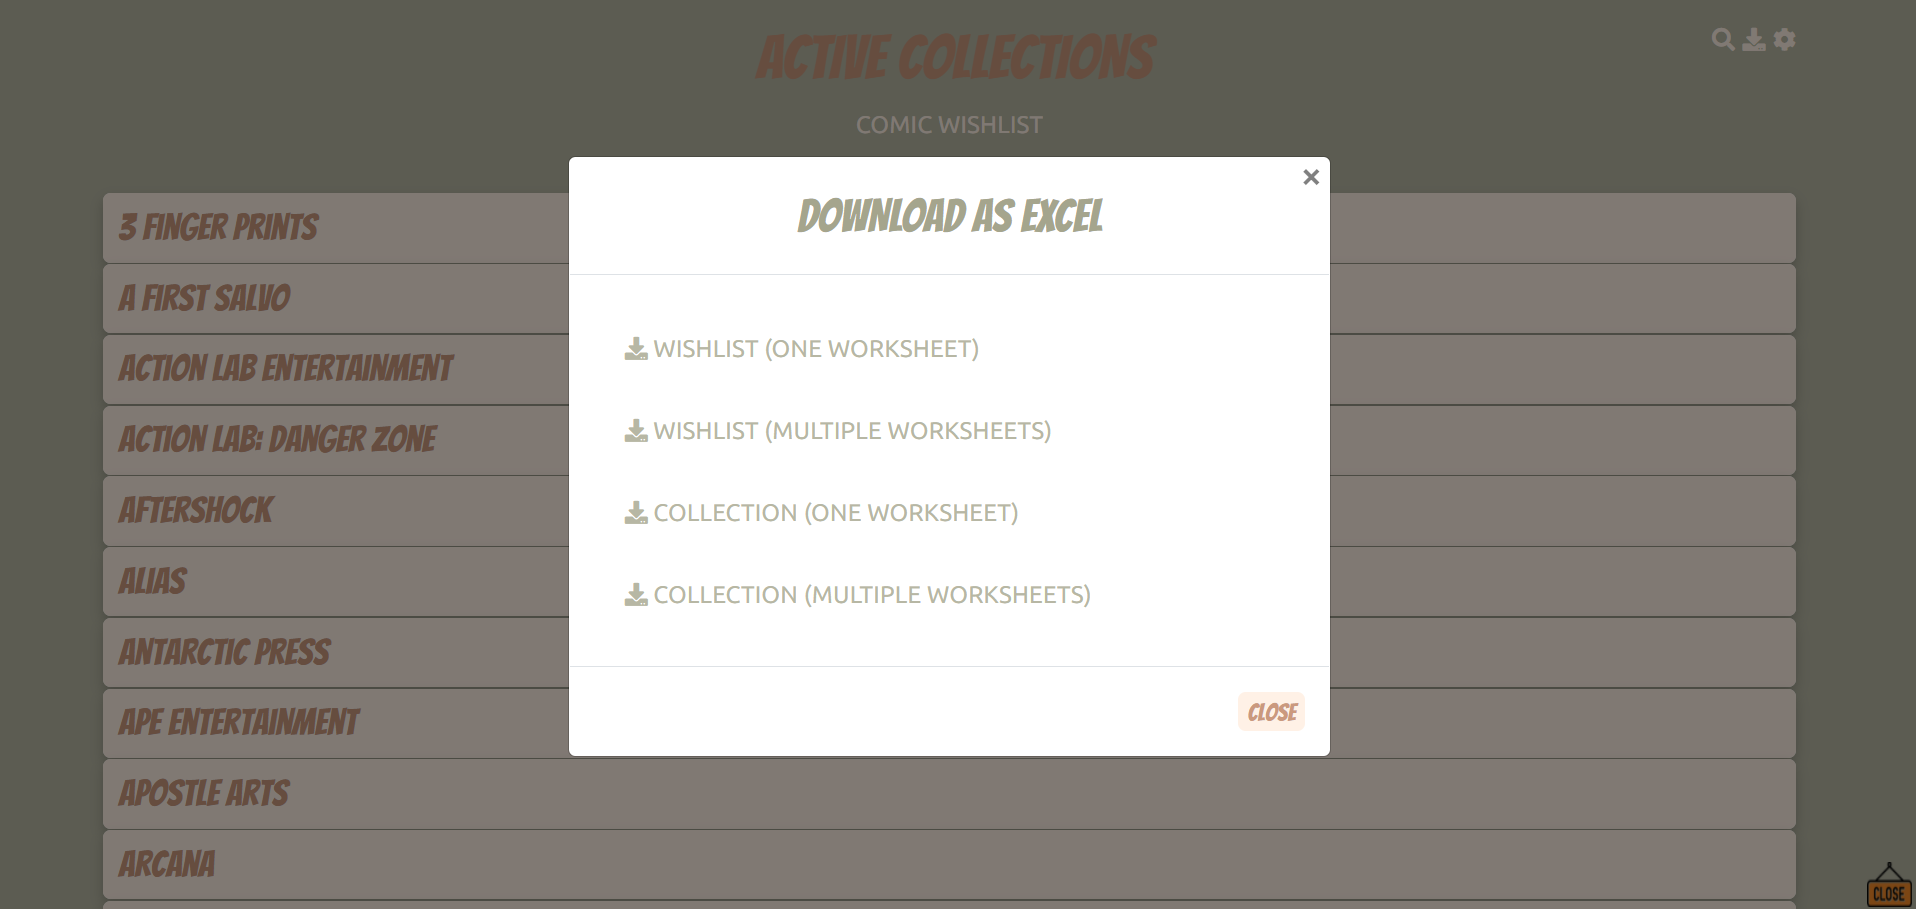 ACTIVE COLLECTIONS
COMIC WISHLIST
3 FINGER PRINTS
A FIRST SALVO
ACTION LAB ENTERTAINMENT
ACTION LAB: DANGER ZONE
AFTERSHOCK
ALIAS
ANTARCTIC PRESS
APE ENTERTAINMENT
APOSTLE ARTS
ARCANA
DOWNLOAD AS EXCEL
WISHLIST (ONE WORKSHEET)
WISHLIST (MULTIPLE WORKSHEETS)
COLLECTION (ONE WORKSHEET)
COLLECTION (MULTIPLE WORKSHEETS)
CLOSE
CLOSE